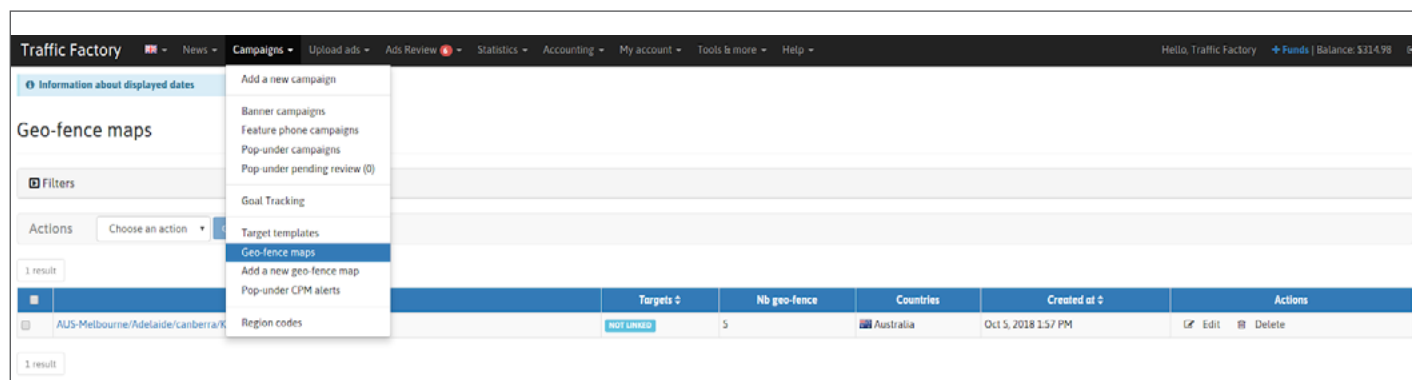 Traffic Factory News Campaigns Upload ads Ads Review 6 Statistics Accounting My account Tools & more Help Hello, Traffic Factory + Funds | Balance: $314.98
Information about displayed dates
Add a new campaign
Banner campaigns
Geo-fence maps
Feature phone campaigns
Pop-under campaigns
Pop-under pending review (0)
Filters
Goal Tracking
Actions Choose an action
Target templates
Geo-fence maps
Add a new geo-fence map
1 result
Pop-under CPM alerts
Targets Nb geo-fence Countries Created at Actions
Region codes
AUS-Melbourne/Adelaide/canberra/K NOT LINKED 5 Australia Oct 5, 2018 1:57 PM Edit Delete
1 result